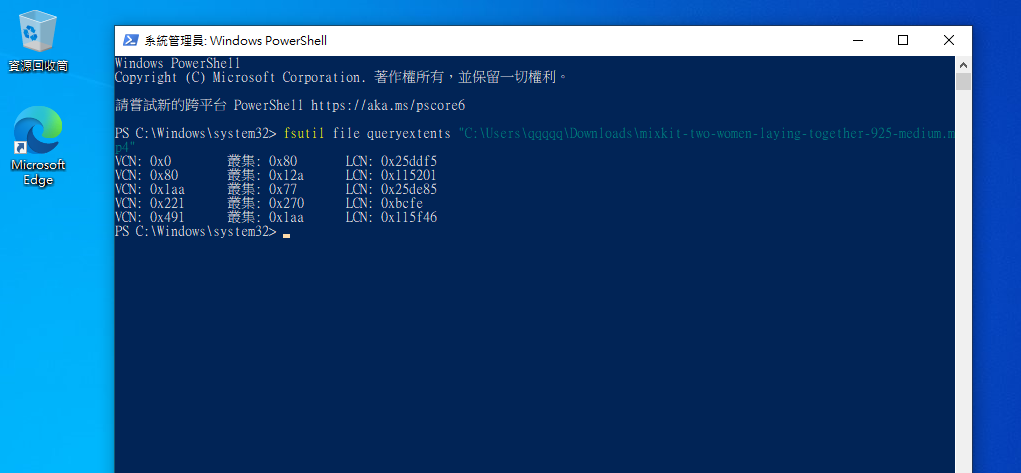 資源回收筒
Microsoft
Edge
系統管理員: Windows PowerShell
Windows PowerShell
Copyright (C) Microsoft Corporation. 著作權所有，並保留一切權利。
請嘗試新的跨平台 PowerShell https://aka.ms/pscore6
PS C:\Windows\system32> fsutil file queryextents "C:\Users\qqqqq\Downloads\mixkit-two-women-laying-together-925-medium.m
p4"
VCN: 0x0 叢集: 0x80 LCN: 0x25ddf5
VCN: 0x80 叢集: 0x12a LCN: 0x115201
VCN: 0x1aa 叢集: 0x77 LCN: 0x25de85
VCN: 0x221 叢集: 0x270 LCN: 0xbcfe
VCN: 0x491 叢集: 0x1aa LCN: 0x115f46
PS C:\Windows\system32>